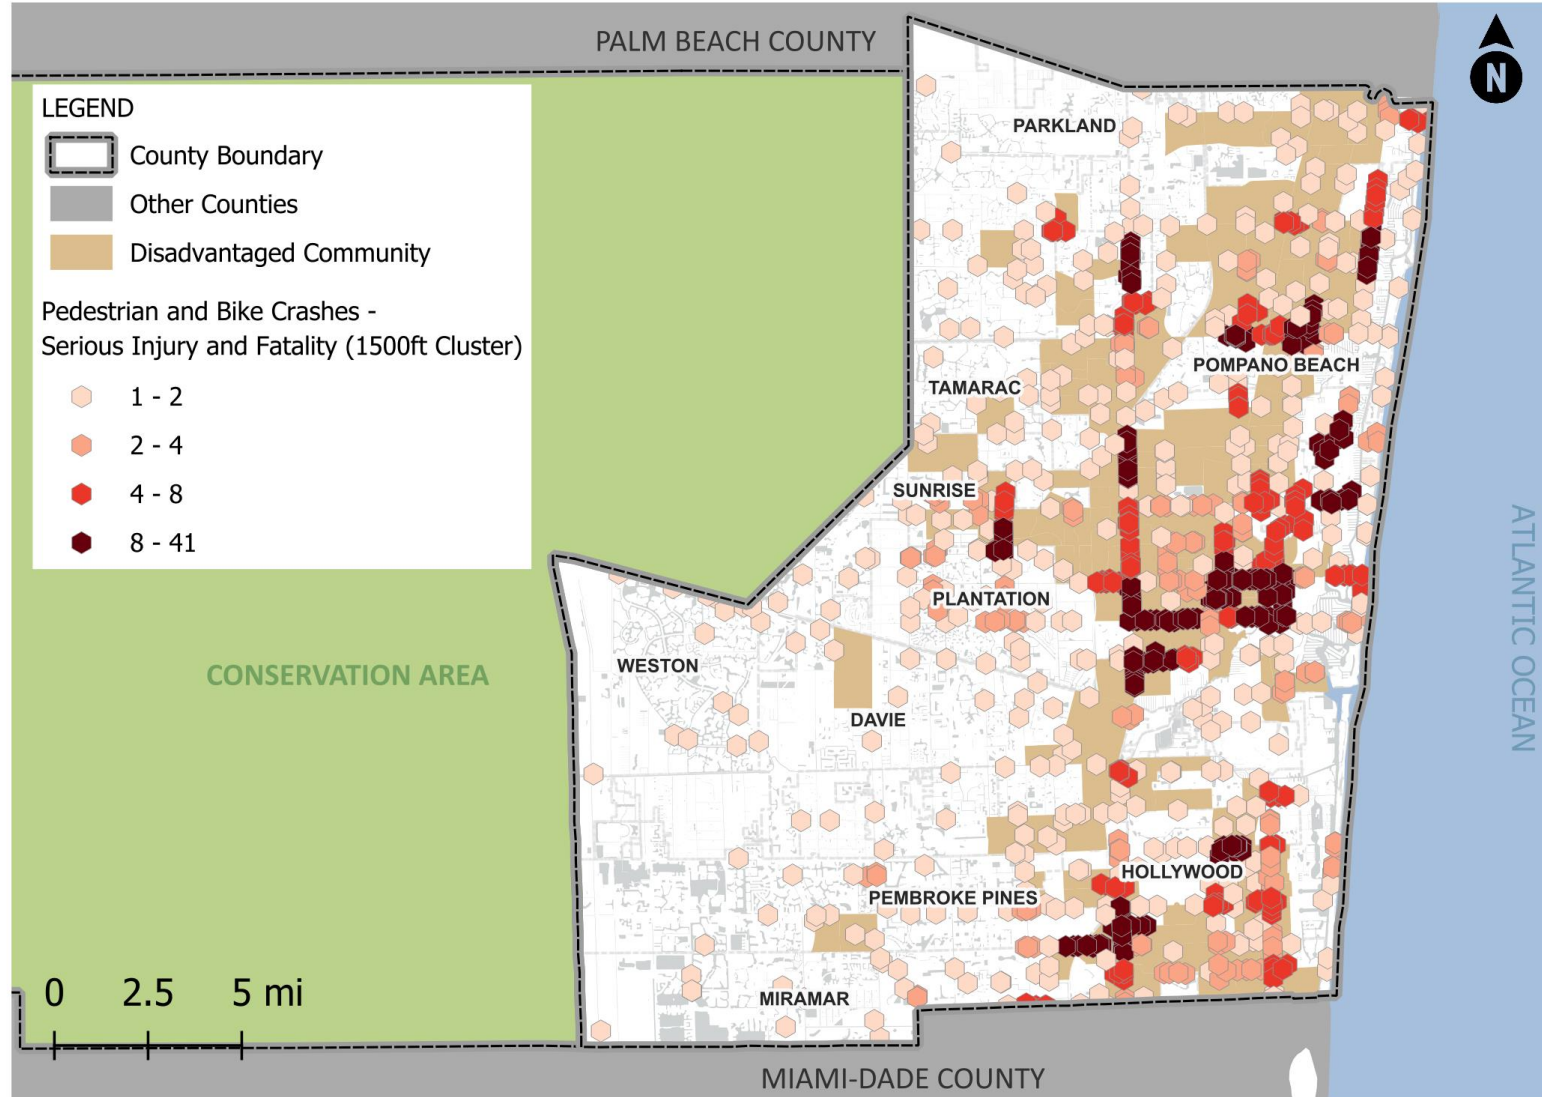 PALM BEACH COUNTY
N
LEGEND
County Boundary
Other Counties
Disadvantaged Community
Pedestrian and Bike Crashes -
Serious Injury and Fatality (1500ft Cluster)
1 - 2
2 - 4
4 - 8
8 - 41
PARKLAND
POMPANO BEACH
TAMARAC
SUNRISE
PLANTATION
WESTON
CONSERVATION AREA
DAVIE
ATLANTIC OCEAN
HOLLYWOOD
PEMBROKE PINES
MIRAMAR
0 2.5 5 mi
MIAMI-DADE COUNTY